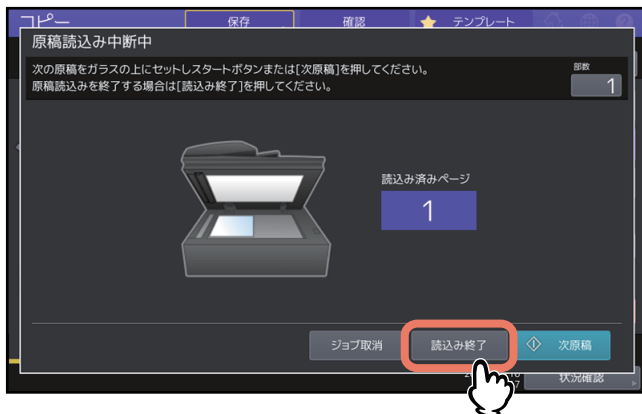 コピー
保存
確認
テンプレート
原稿読込み中断中
次の原稿をガラスの上にセットしスタートボタンまたは[次原稿]を押してください。
原稿読込みを終了する場合は[読込み終了]を押してください。
部数
1
読込み済みページ
1
ジョブ取消
読込み終了
次原稿
状況確認